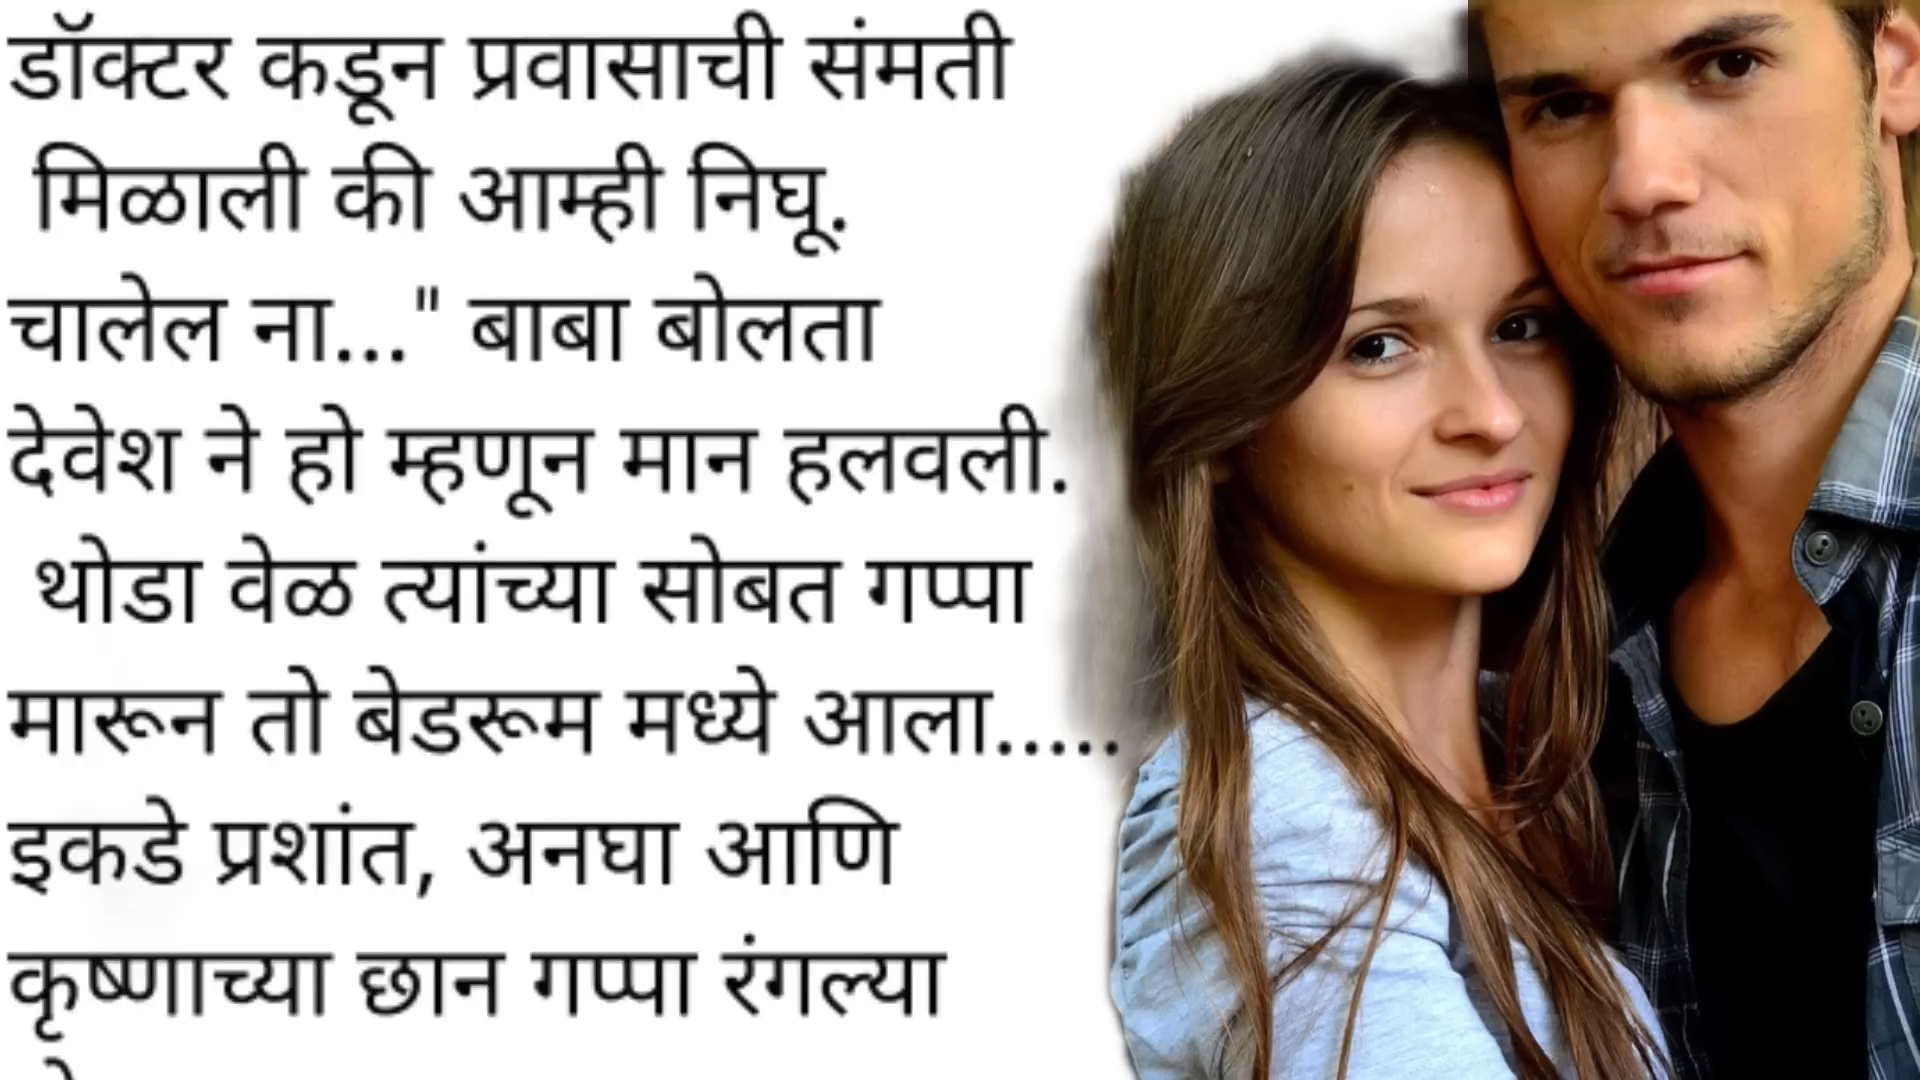 डॉक्टर कडून प्रवासाची संमती
मिळाली की आम्ही निघू.
चालेल ना..." बाबा बोलता
देवेश ने हो म्हणून मान हलवली.
थोडा वेळ त्यांच्या सोबत गप्पा
मारून तो बेडरूम मध्ये आला.....
इकडे प्रशांत, अनघा आणि
कृष्णाच्या छान गप्पा रंगल्या